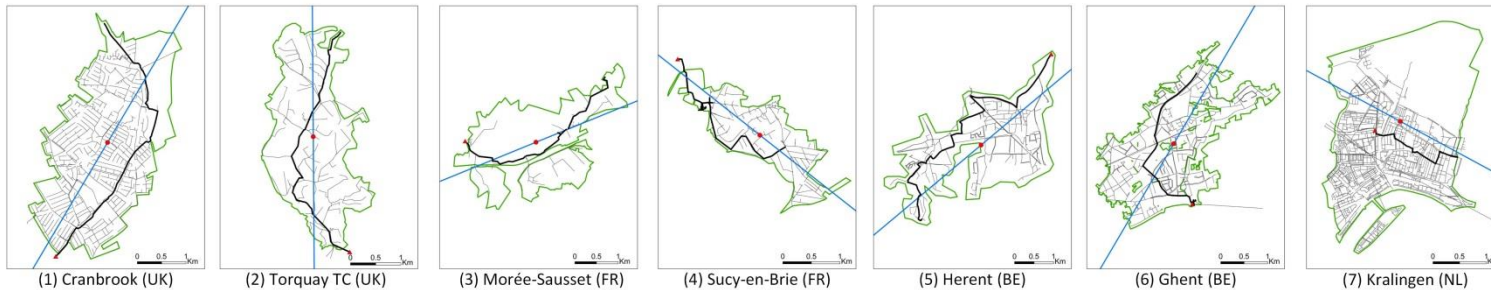 0 0.5 1 Km
0 0.5 1 Km
0 0.5 1 Km
0 0.5 1 Km
0 0.5 1 Km
0 0.5 1 Km
0 0.5 1 Km
(1) Cranbrook (UK)
(2) Torquay TC (UK)
(3) Morée-Sausset (FR)
(4) Sucy-en-Brie (FR)
(5) Herent (BE)
(6) Ghent (BE)
(7) Kralingen (NL)